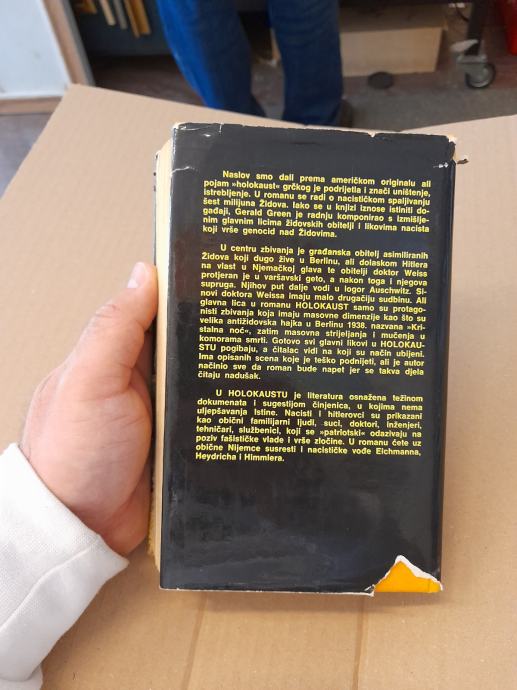 Naslov smo dali prema američkom originalu ali
pojam »holokaust« grčkog je podrijetla i znači uništenje,
istrebljenje. U romanu se radi o nacističkom spaljivanju
šest milijuna Židova. Iako se u knjizi iznose istiniti do-
gađaji, Gerald Green je radnju komponirao s izmišlje-
nim glavnim licima židovskih obitelji i likovima nacista
koji vrše genocid nad Židovima.
U centru zbivanja je građanska obitelj asimiliranih
Židova koji dugo žive u Berlinu, ali dolaskom Hitlera
na vlast u Njemačkoj glava te obitelji doktor Weiss
protjeran je u varšavski geto, a nakon toga i njegova
supruga. Njihov put dalje vodi u logor Auschwitz. Si-
novi doktora Weissa imaju malo drugačiju sudbinu. Ali
glavna lica u romanu HOLOKAUST samo su protago-
nisti zbivanja koja imaju masovne dimenzije kao što su
velika antižidovska hajka u Berlinu 1938. nazvana »Kri-
stalna noć«, zatim masovna strijeljanja i mučenja u
komorama smrti. Gotovo svi glavni likovi u HOLOKAU-
STU pogibaju, a čitalac vidi na koji su način ubijeni.
Ima opisanih scena koje je teško podnijeti, ali je autor
načinio sve da roman bude napet jer se takva djela
čitaju nadušak.
U HOLOKAUSTU je literatura osnažena težinom
dokumenata i sugestijom činjenica, u kojima nema
uljepšavanja istine. Nacisti i hitlerovci su prikazani
kao obični familijarni ljudi, suci, doktori, inženjeri,
tehničari, službenici, koji se »patriotski« odazivaju na
poziv fašističke vlade i vrše zločine. U romanu ćete uz
obične Nijemce susresti i nacističke vođe Eichmanna,
Heydricha i Himmlera.